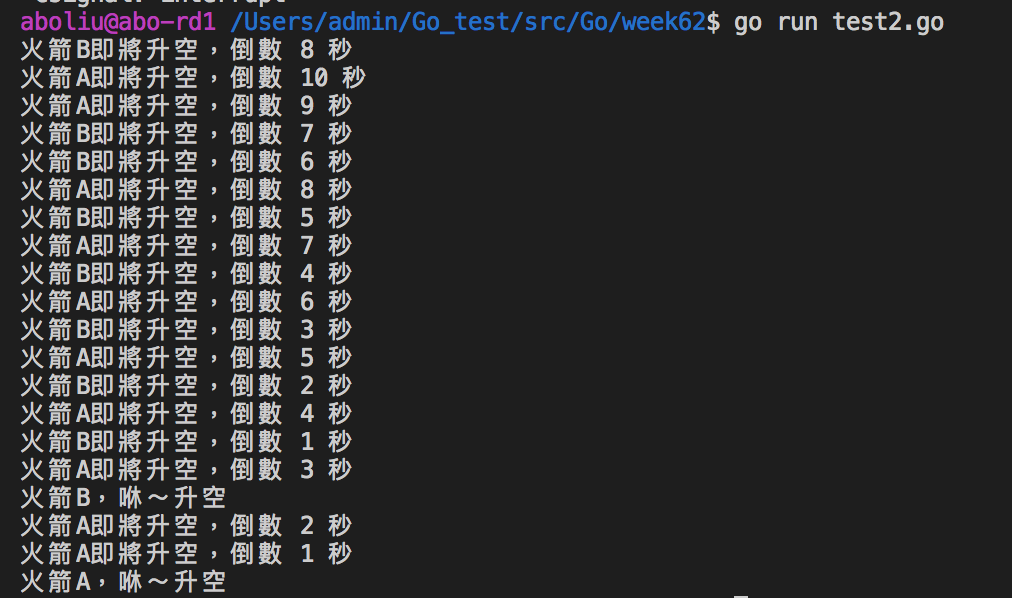 ^Csignal: interrupt
aboliu@abo-rd1 /Users/admin/Go_test/src/Go/week62$ go run test2.go
火箭B即將升空，倒數 8 秒
火箭A即將升空，倒數 10 秒
火箭A即將升空，倒數 9 秒
火箭B即將升空，倒數 7 秒
火箭B即將升空，倒數 6 秒
火箭A即將升空，倒數 8 秒
火箭B即將升空，倒數 5 秒
火箭A即將升空，倒數 7 秒
火箭B即將升空，倒數 4 秒
火箭A即將升空，倒數 6 秒
火箭B即將升空，倒數 3 秒
火箭A即將升空，倒數 5 秒
火箭B即將升空，倒數 2 秒
火箭A即將升空，倒數 4 秒
火箭B即將升空，倒數 1 秒
火箭A即將升空，倒數 3 秒
火箭B，咻～升空
火箭A即將升空，倒數 2 秒
火箭A即將升空，倒數 1 秒
火箭A，咻～升空